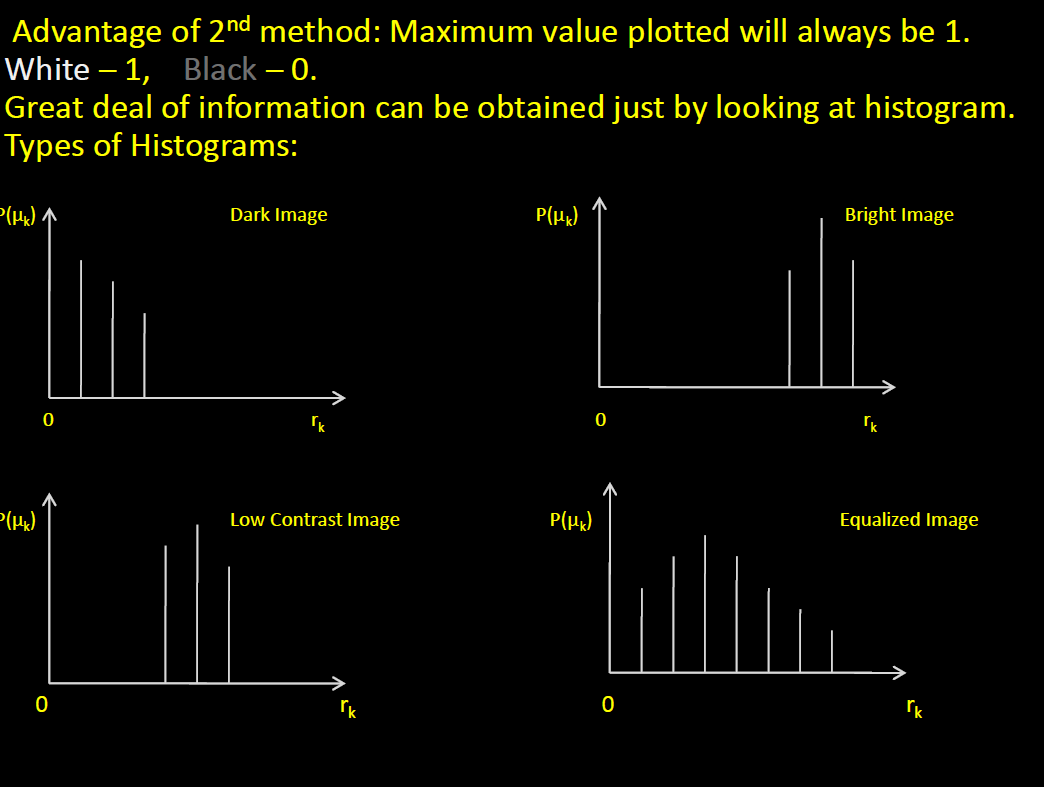 Advantage of 2nd method: Maximum value plotted will always be 1.
White – 1, Black – 0.
Great deal of information can be obtained just by looking at histogram.
Types of Histograms:
P(μk) Dark Image
P(μk) Bright Image
0 rk
0 rk
P(μk) Low Contrast Image
P(μk) Equalized Image
0 rk
0 rk